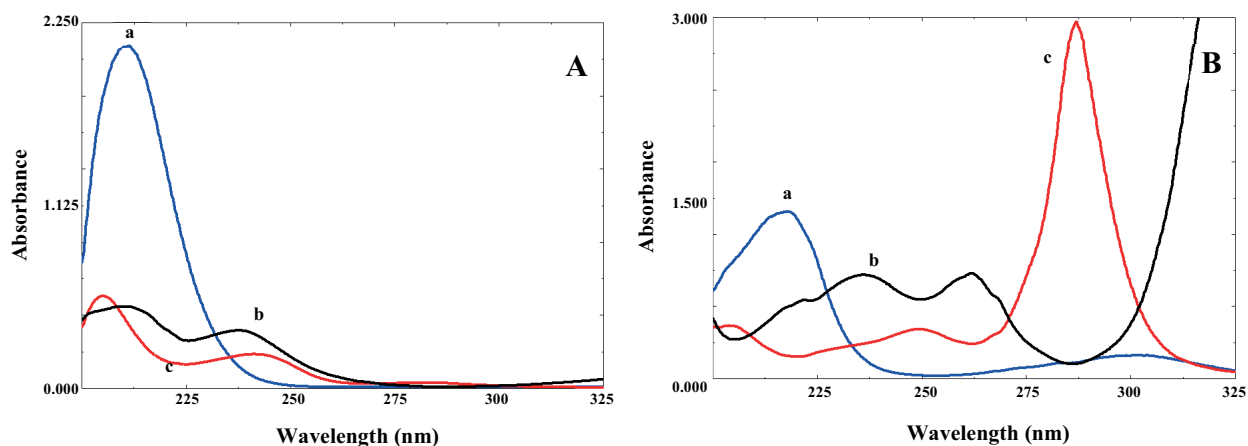 2.250
a
A
1.125
Absorbance
b
c
0.000
225
250
275
300
325
Wavelength (nm)
3.000
c
B
1.500
Absorbance
a
b
0.000
225
250
275
300
325
Wavelength (nm)